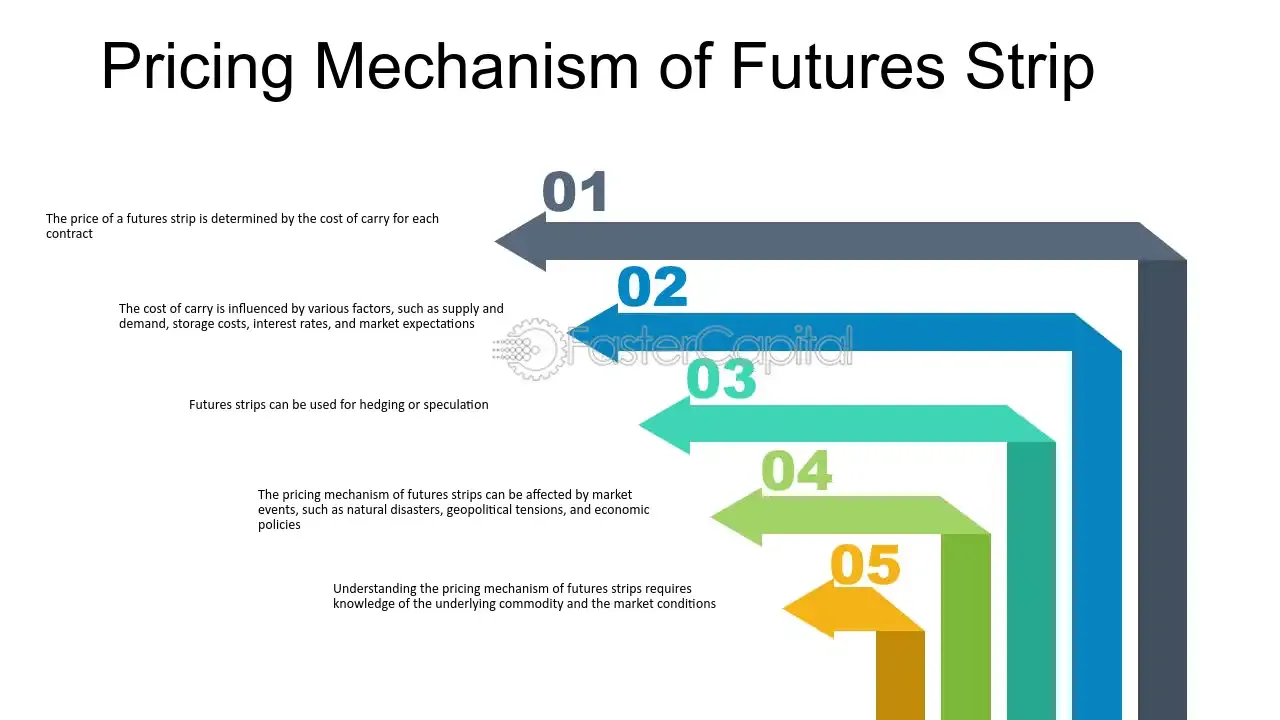 Pricing Mechanism of Futures Strip
01
The price of a futures strip is determined by the cost of carry for each
contract
02
The cost of carry is influenced by various factors, such as supply and
demand, storage costs, interest rates, and market expectations
FasterCapital
03
Futures strips can be used for hedging or speculation
04
The pricing mechanism of futures strips can be affected by market
events, such as natural disasters, geopolitical tensions, and economic
policies
05
Understanding the pricing mechanism of futures strips requires
knowledge of the underlying commodity and the market conditions